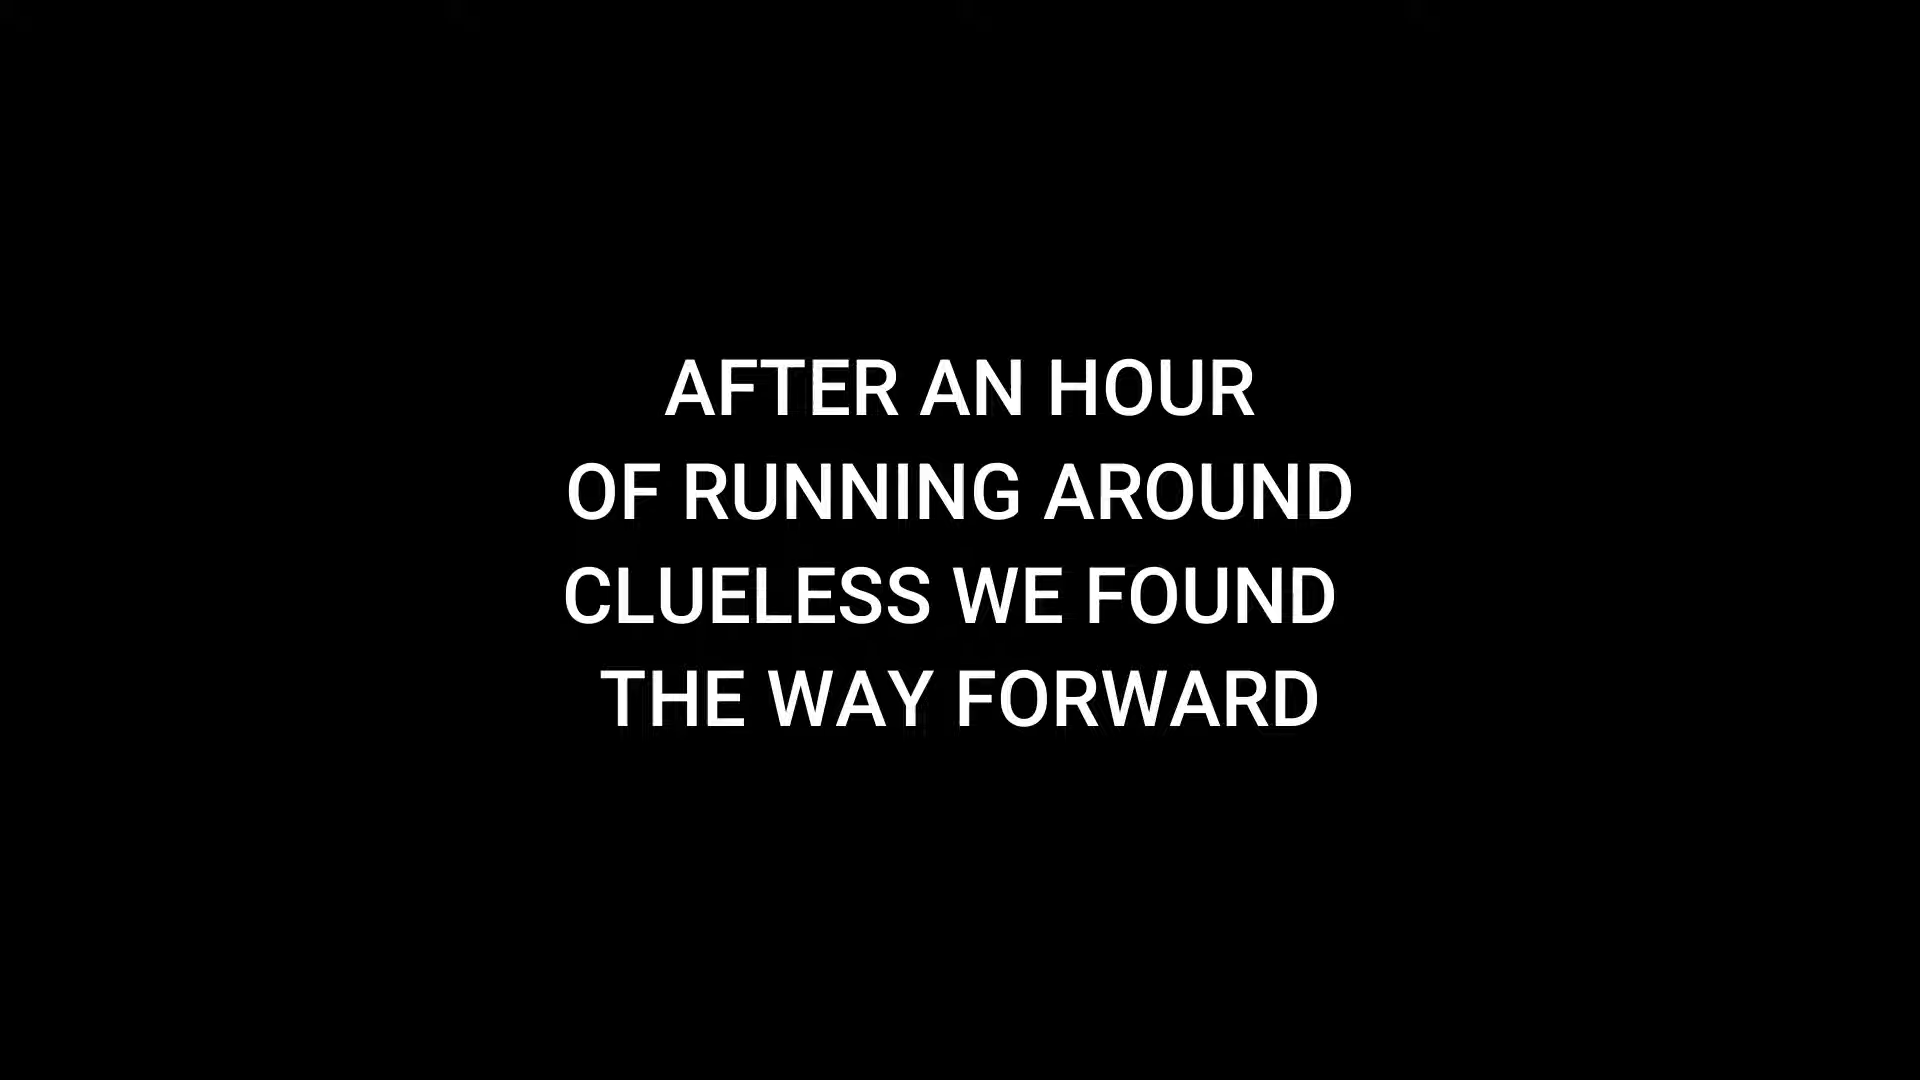 AFTER AN HOUR
OF RUNNING AROUND
CLUELESS WE FOUND
THE WAY FORWARD